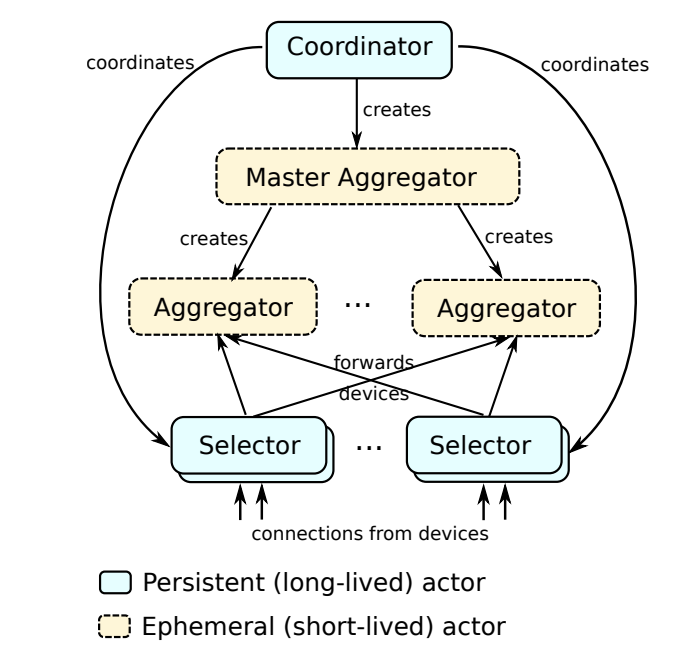 Coordinator
coordinates
coordinates
creates
Master Aggregator
creates
creates
Aggregator
...
Aggregator
forwards
devices
Selector
...
Selector
connections from devices
Persistent (long-lived) actor
Ephemeral (short-lived) actor